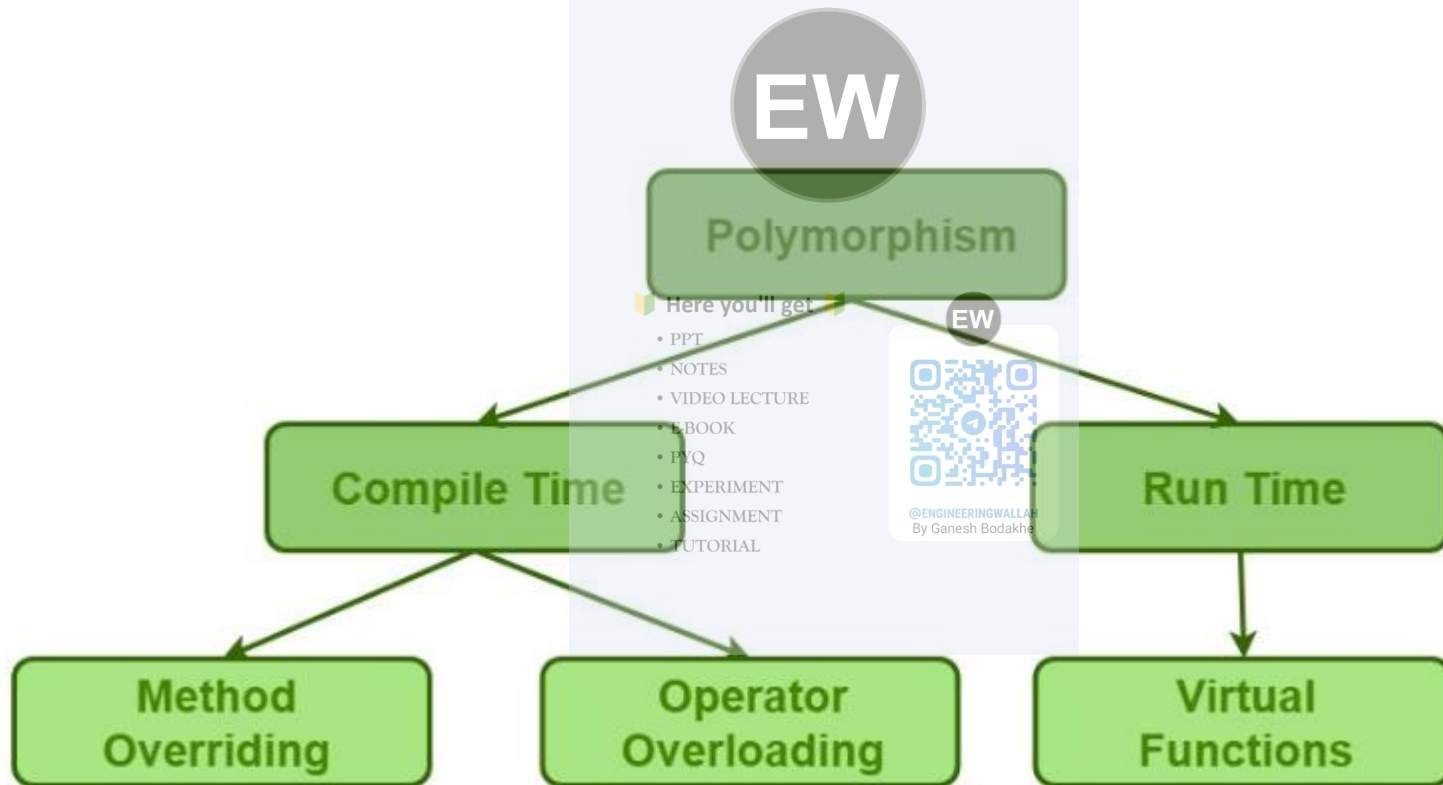 EW
Polymorphism
Here you'll get
EW
• PPT
• NOTES
• VIDEO LECTURE
• E-BOOK
• PYQ
• EXPERIMENT
• ASSIGNMENT
• TUTORIAL
@ENGINEERINGWALLAH
By Ganesh Bodakhe
Compile Time
Run Time
Method
Overriding
Operator
Overloading
Virtual
Functions